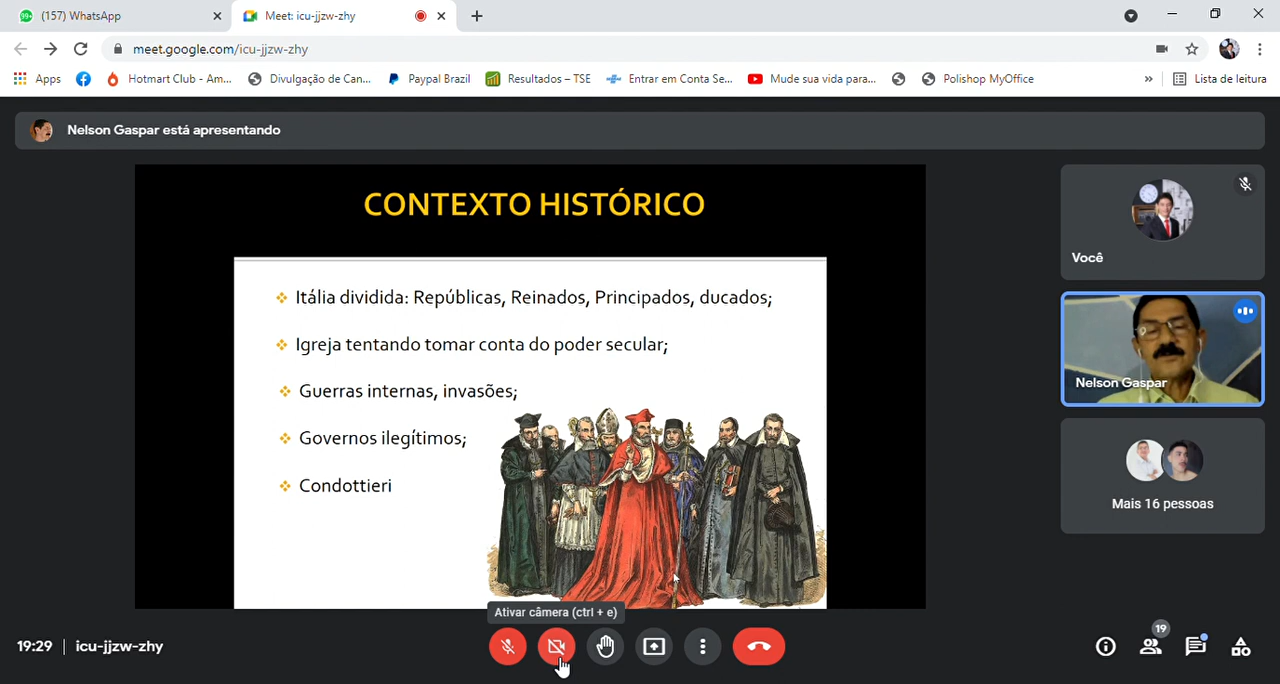 (157) WhatsApp
Meet: icu-jjzw-zhy
meet.google.com/icu-jjzw-zhy
Apps
Hotmart Club - Am...
Divulgação de Can...
Paypal Brazil
Resultados – TSE
Entrar em Conta Se...
Mude sua vida para...
Polishop MyOffice
»
Lista de leitura
Nelson Gaspar está apresentando
CONTEXTO HISTÓRICO
Itália dividida: Repúblicas, Reinados, Principados, ducados;
Igreja tentando tomar conta do poder secular;
Guerras internas, invasões;
Governos ilegítimos;
Condottieri
Você
Nelson Gaspar
Mais 16 pessoas
Ativar câmera (ctrl + e)
19:29
icu-jjzw-zhy
19